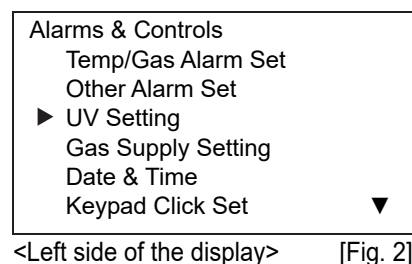 Alarms & Controls
Temp/Gas Alarm Set
Other Alarm Set
▶ UV Setting
Gas Supply Setting
Date & Time
Keypad Click Set ▼
<Left side of the display> [Fig. 2]